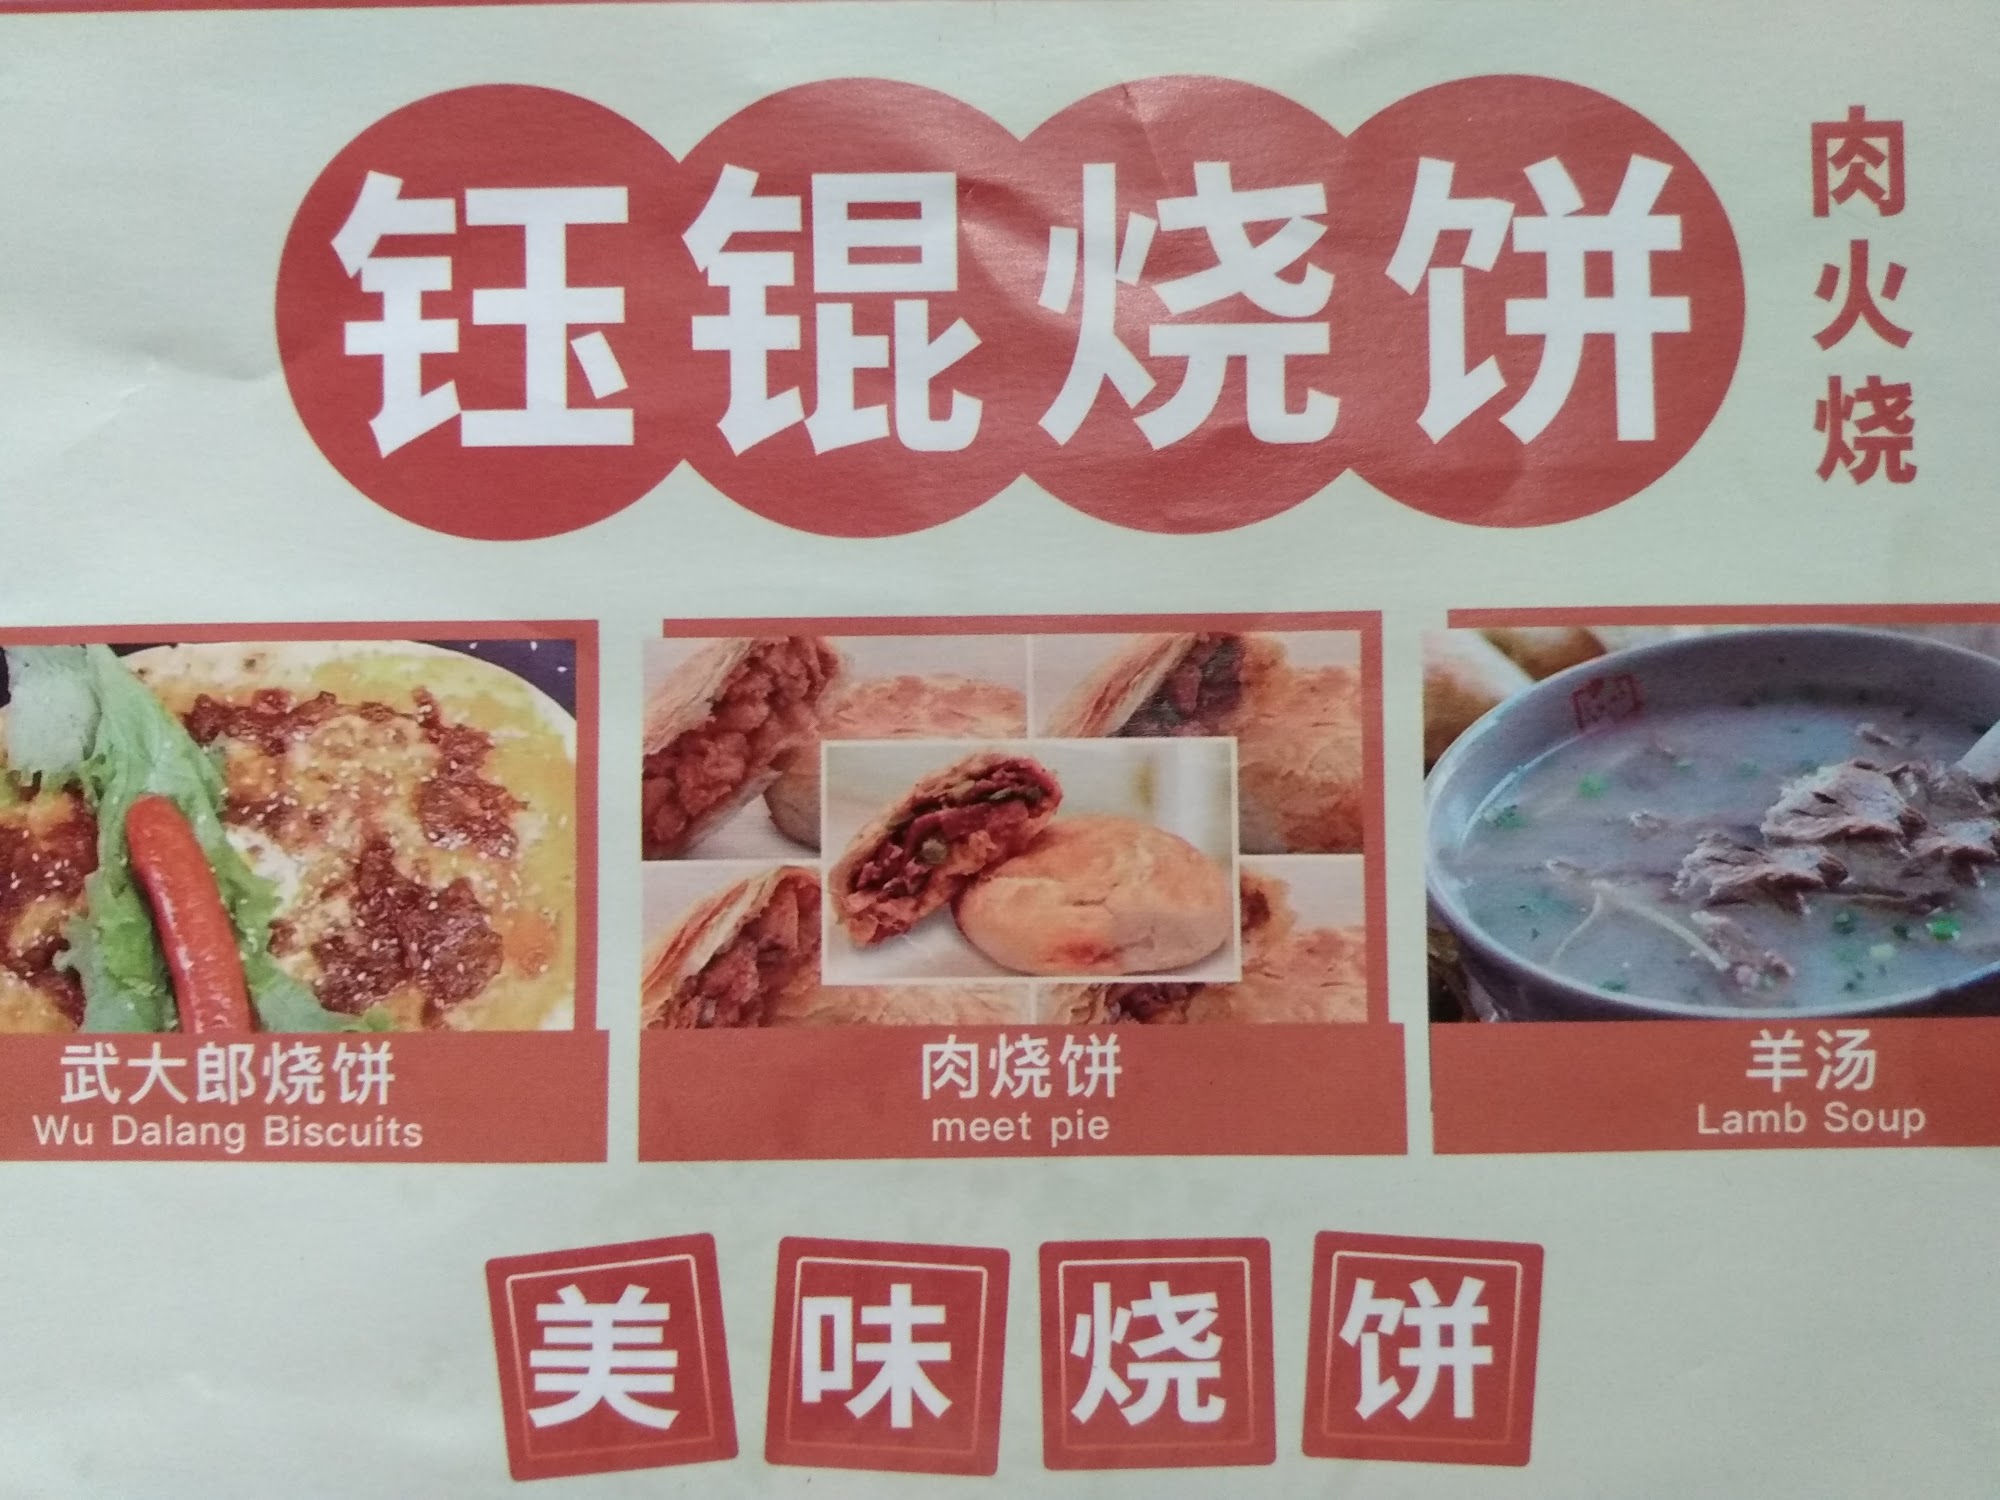 钰锟烧饼
肉火烧
武大郎烧饼
Wu Dalang Biscuits
肉烧饼
meet pie
羊汤
Lamb Soup
美味烧饼